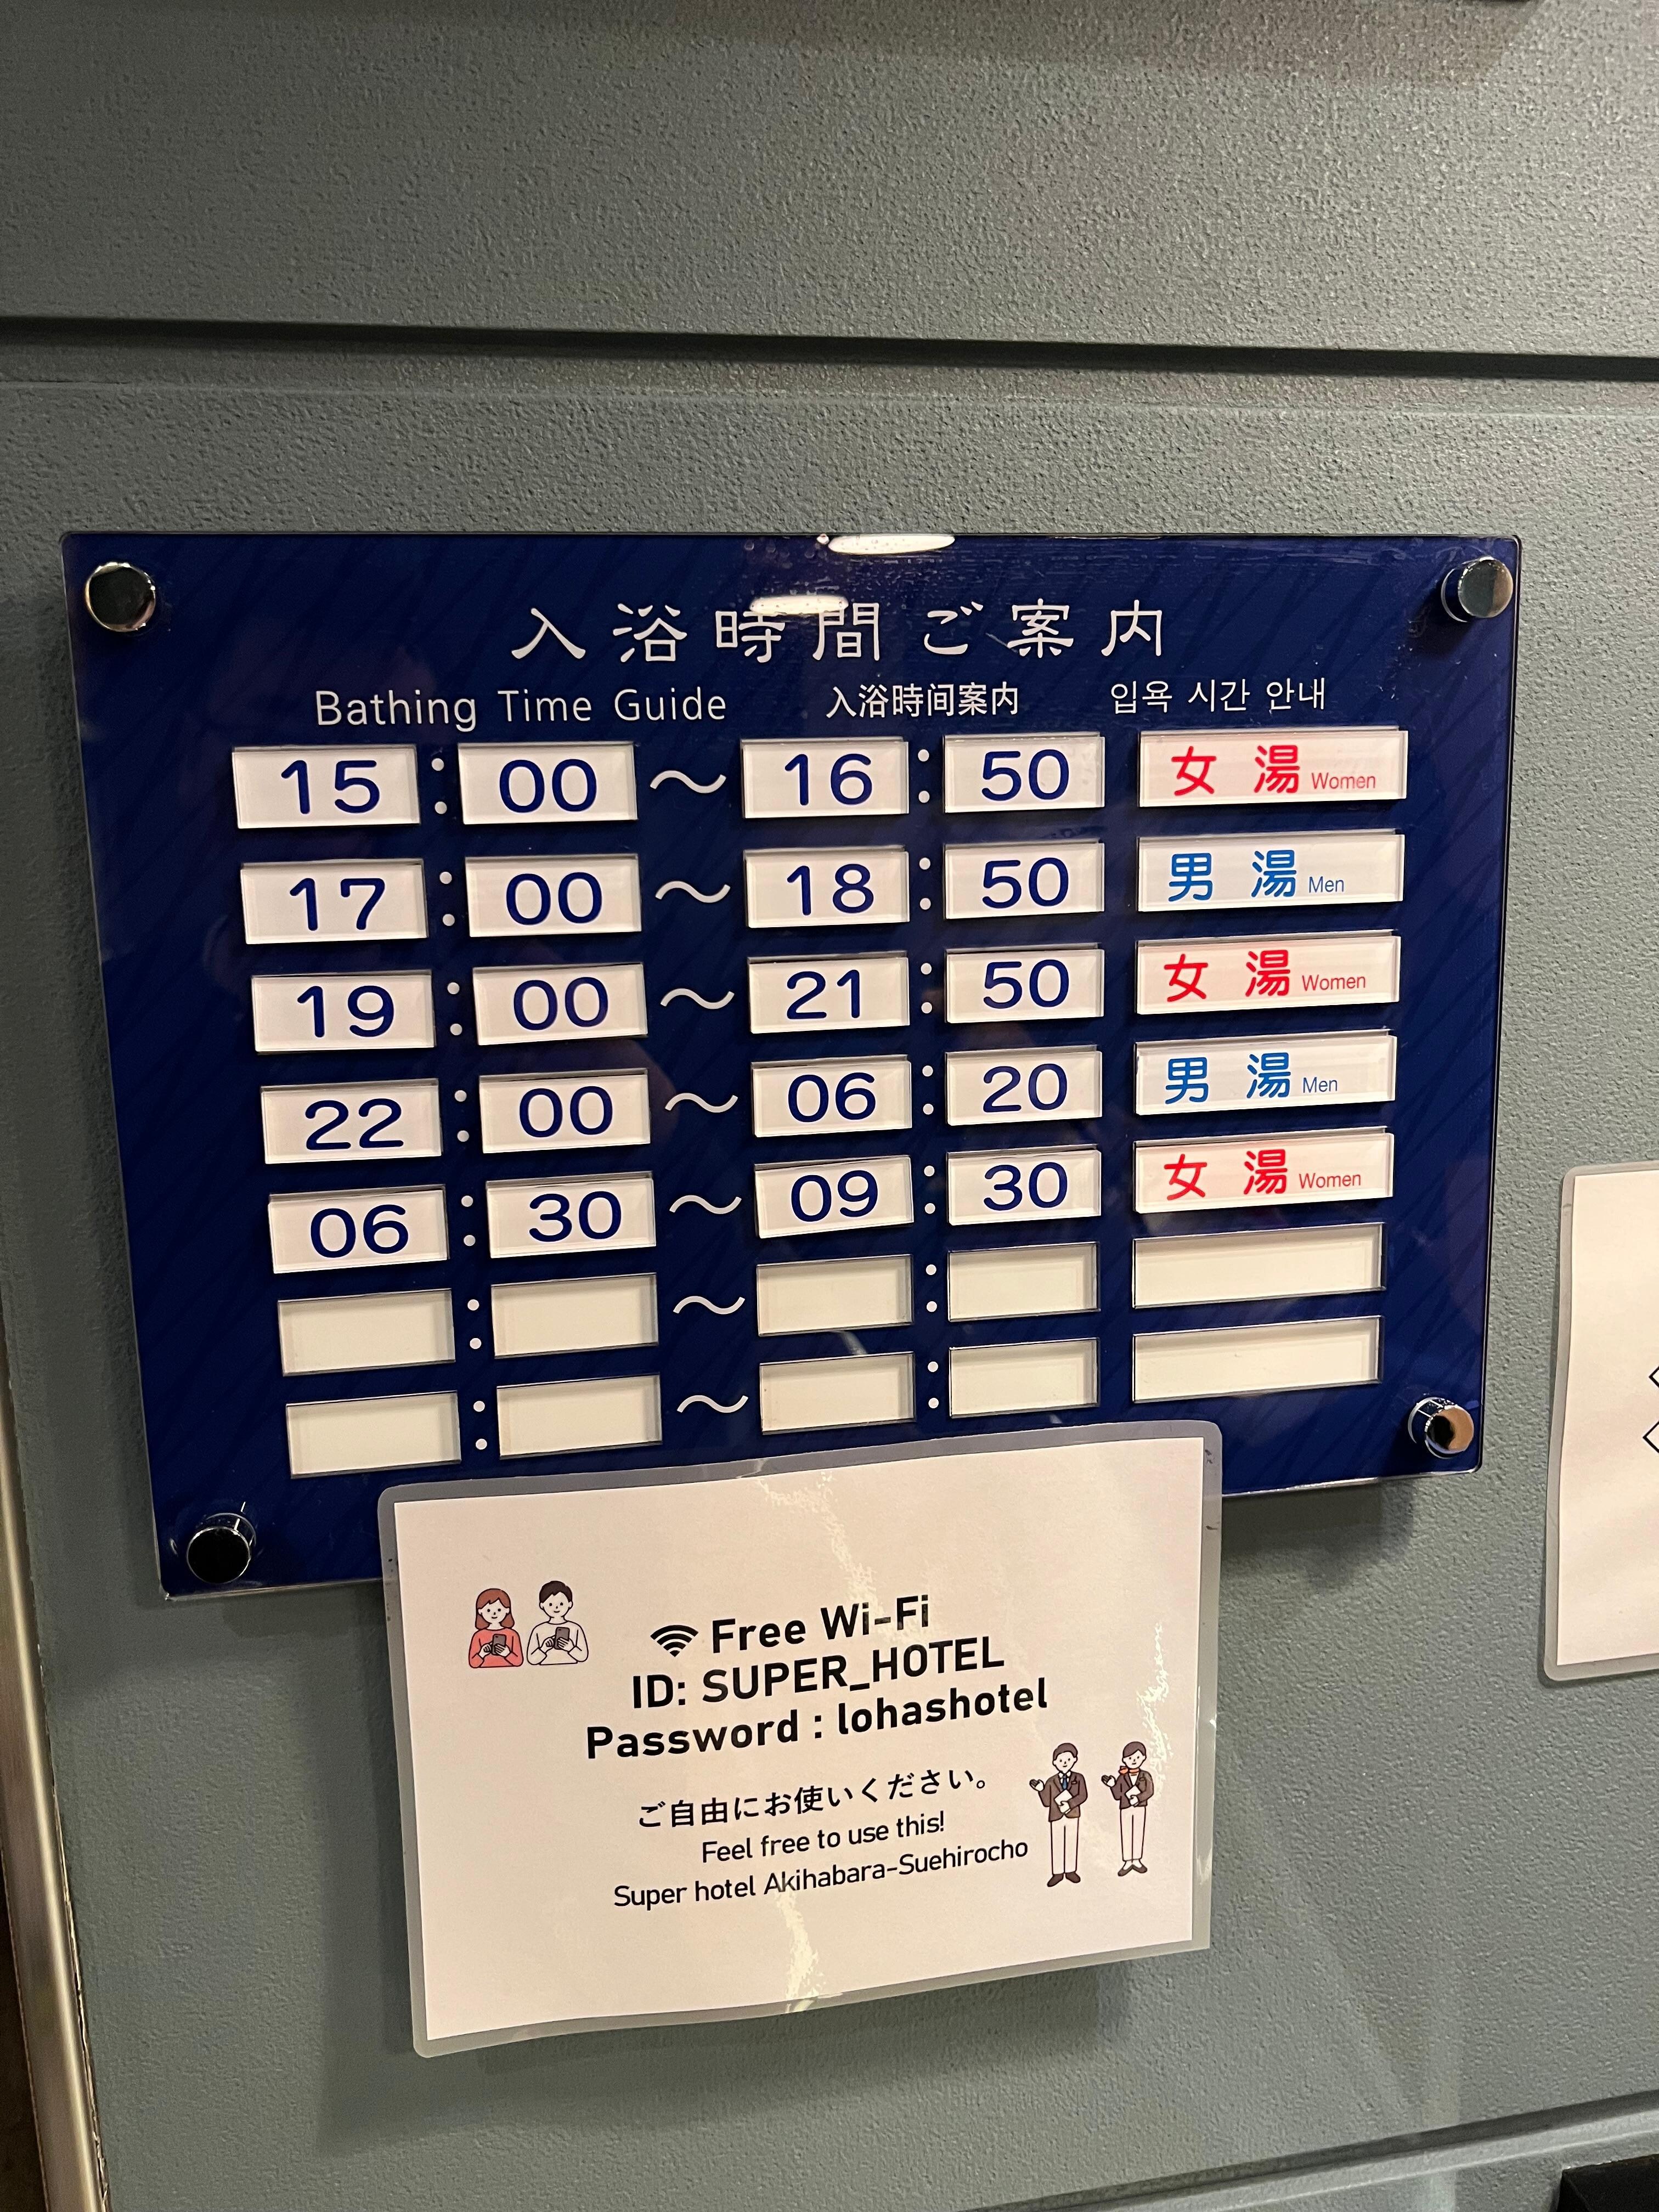 入浴時間ご案内
Bathing Time Guide 入浴時间案内 입욕 시간 안내
15 : 00 ～ 16 : 50 女湯 Women
17 : 00 ～ 18 : 50 男湯 Men
19 : 00 ～ 21 : 50 女湯 Women
22 : 00 ～ 06 : 20 男湯 Men
06 : 30 ～ 09 : 30 女湯 Women
: ～ :
: ～ :
Free Wi-Fi
ID: SUPER_HOTEL
Password : lohashotel
ご自由にお使いください。
Feel free to use this!
Super hotel Akihabara-Suehirocho